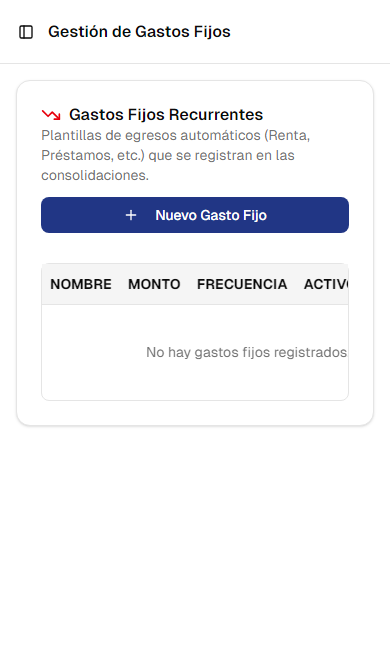 Gestión de Gastos Fijos
Gastos Fijos Recurrentes
Plantillas de egresos automáticos (Renta,
Préstamos, etc.) que se registran en las
consolidaciones.
+ Nuevo Gasto Fijo
NOMBRE MONTO FRECUENCIA ACTIVO
No hay gastos fijos registrados